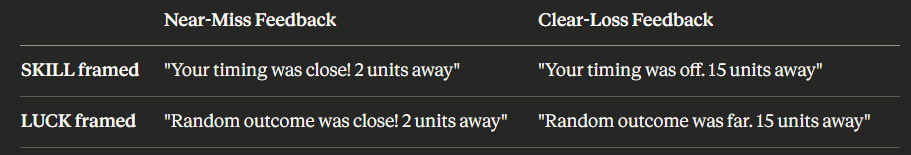 Near-Miss Feedback Clear-Loss Feedback
SKILL framed "Your timing was close! 2 units away" "Your timing was off. 15 units away"
LUCK framed "Random outcome was close! 2 units away" "Random outcome was far. 15 units away"